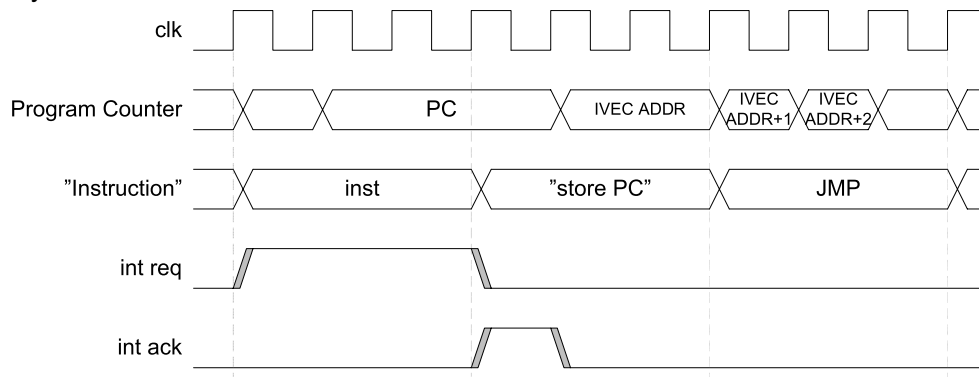 clk
Program Counter
PC
IVEC ADDR
IVEC
ADDR+1
IVEC
ADDR+2
”Instruction”
inst
”store PC”
JMP
int req
int ack